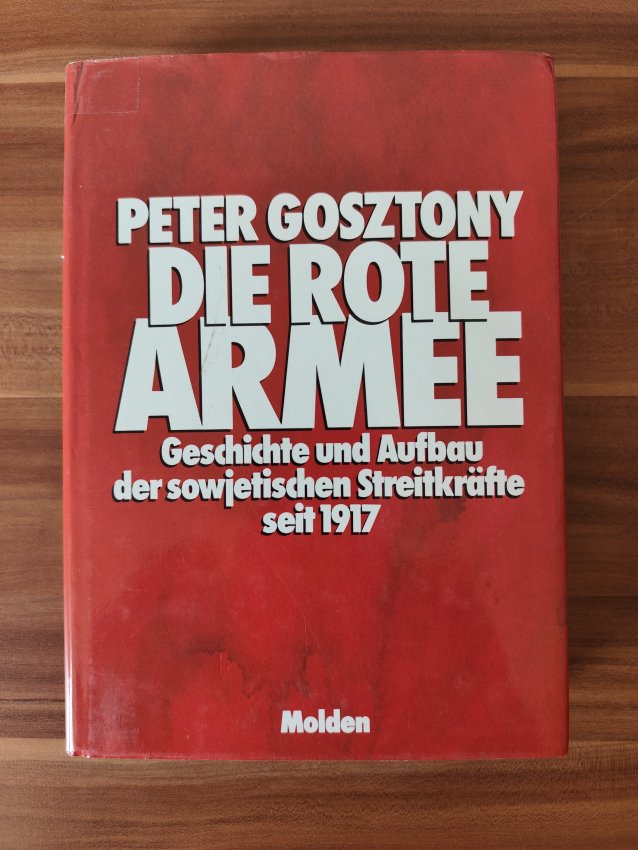 PETER GOSZTONY
DIE ROTE
ARMEE
Geschichte und Aufbau
der sowjetischen Streitkräfte
seit 1917
Molden